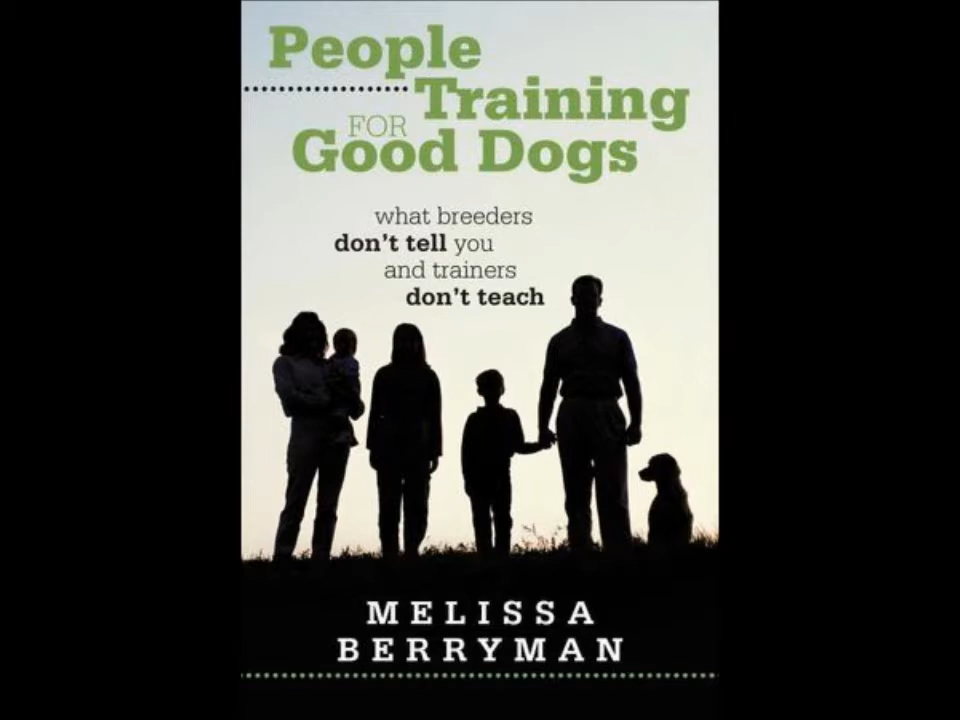 People
Training
FOR
Good Dogs
what breeders
don't tell you
and trainers
don't teach
MELISSA
BERRYMAN